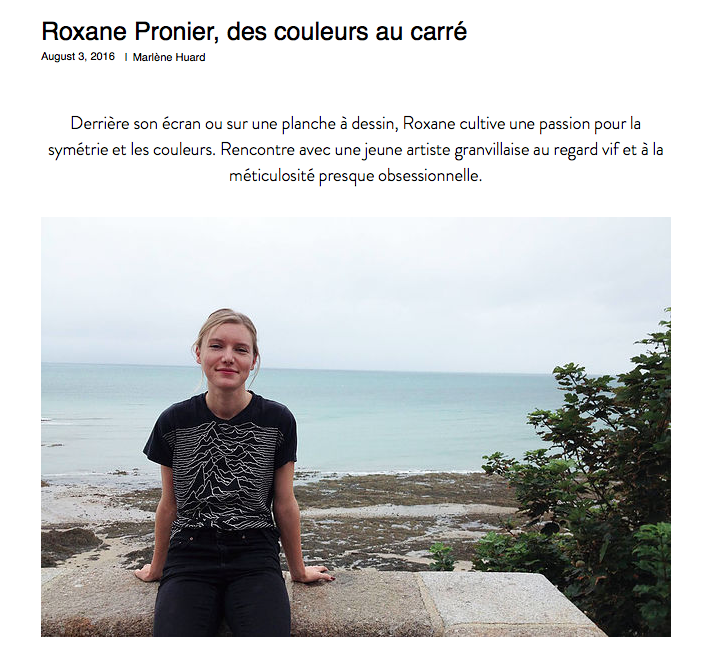 Roxane Pronier, des couleurs au carré
August 3, 2016 | Marlène Huard
Derrière son écran ou sur une planche à dessin, Roxane cultive une passion pour la
symétrie et les couleurs. Rencontre avec une jeune artiste granvillaise au regard vif et à la
méticulosité presque obsessionnelle.